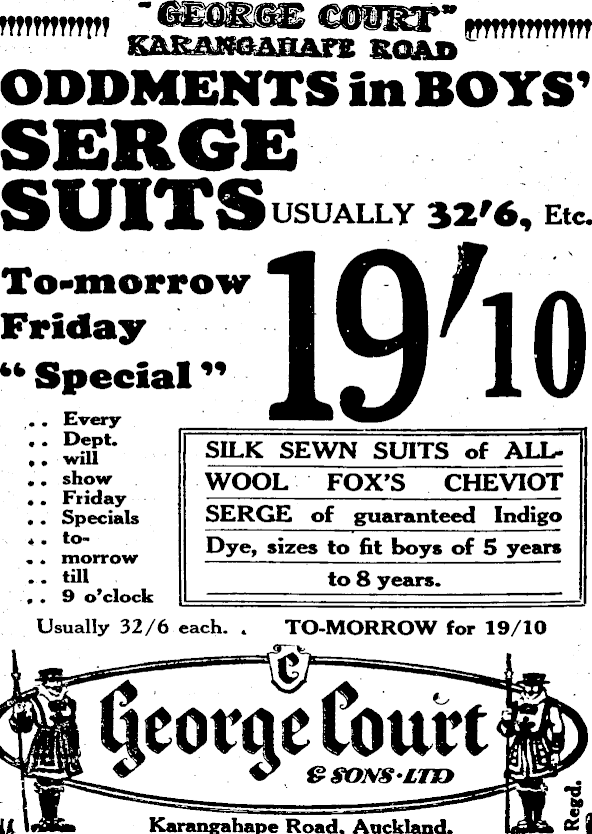 "GEORGE COURT"
KARANGAHAPE ROAD
ODDMENTS in BOYS'
SERGE
SUITS USUALLY 32'6, Etc.
To-morrow
Friday
"Special"
19'10
.. Every
.. Dept.
.. will
.. show
.. Friday
.. Specials
.. to-
.. morrow
.. till
.. 9 o'clock
SILK SEWN SUITS of ALL-
WOOL FOX'S CHEVIOT
SERGE of guaranteed Indigo
Dye, sizes to fit boys of 5 years
to 8 years.
Usually 32/6 each. . TO-MORROW for 19/10
C
George Court
& SONS·LTD
Regd.
Karangahape Road, Auckland.